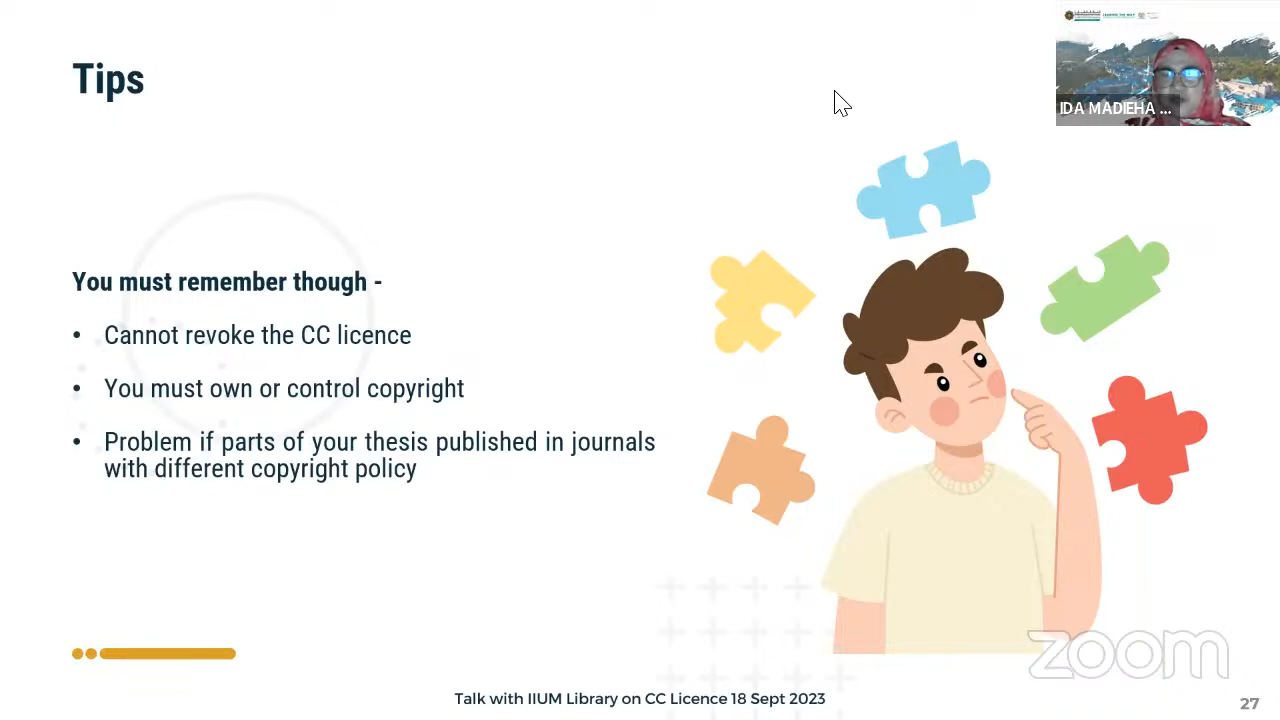 Tips
IDA MADIEHA ...
You must remember though -
• Cannot revoke the CC licence
• You must own or control copyright
• Problem if parts of your thesis published in journals
with different copyright policy
zoom
Talk with IIUM Library on CC Licence 18 Sept 2023
27